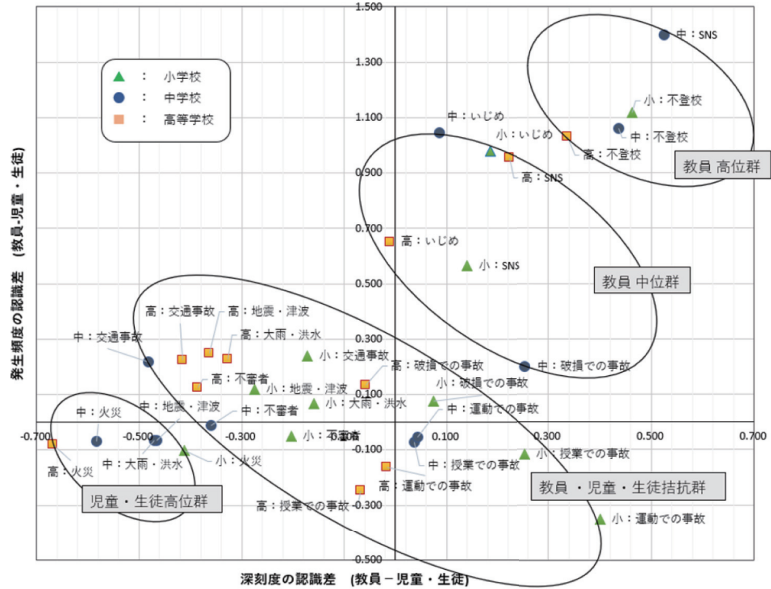 1.500
中：SNS
1.300
▲ ： 小学校
● ： 中学校
■ ： 高等学校
小：不登校
1.100
中：いじめ
小：いじめ
中：不登校
高：不登校
教員 高位群
0.900
高：SNS
0.700
高：いじめ
小：SNS
0.500
教員 中位群
高：交通事故
高：地震・津波
0.300
中：交通事故
高：大雨・洪水
小：交通事故
高：破損での事故
中：破損での事故
高：不審者
小：地震・津波
小：破損での事故
0.100
中：火災
中：地震・津波
中：不審者
小：大雨・洪水
中：運動での事故
-0.700
-0.500
-0.300
-0.100
0.100
0.300
0.500
0.700
小：不審者
-0.100
高：火災
中：大雨・洪水
小：火災
中：授業での事故
小：授業での事故
児童・生徒高位群
高：授業での事故
高：運動での事故
教員 ・児童・生徒拮抗群
-0.300
小：運動での事故
-0.500
深刻度の認識差 (教員－児童・生徒)
発生頻度の認識差 (教員-児童・生徒)